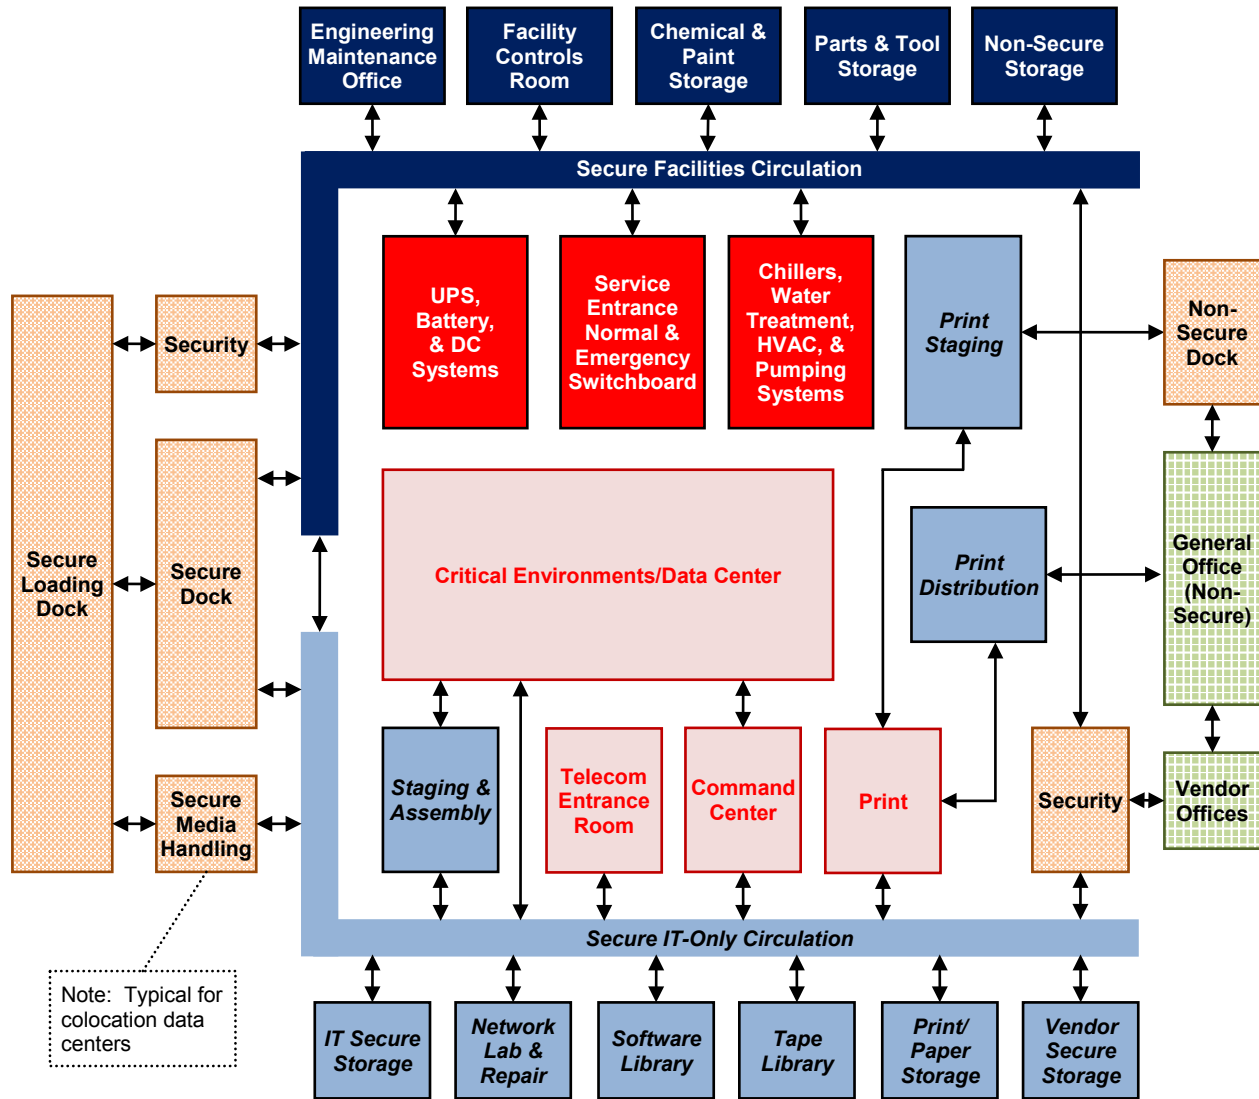 Engineering
Maintenance
Office
Facility
Controls
Room
Chemical &
Paint
Storage
Parts & Tool
Storage
Non-Secure
Storage
Secure Facilities Circulation
UPS,
Battery,
& DC
Systems
Service
Entrance
Normal &
Emergency
Switchboard
Chillers,
Water
Treatment,
HVAC, &
Pumping
Systems
Print
Staging
Non-
Secure
Dock
Security
Secure
Loading
Dock
Secure
Dock
Critical Environments/Data Center
Print
Distribution
General
Office
(Non-
Secure)
Secure
Media
Handling
Staging &
Assembly
Telecom
Entrance
Room
Command
Center
Print
Security
Vendor
Offices
Secure IT-Only Circulation
Note: Typical for
colocation data
centers
IT Secure
Storage
Network
Lab &
Repair
Software
Library
Tape
Library
Print/
Paper
Storage
Vendor
Secure
Storage